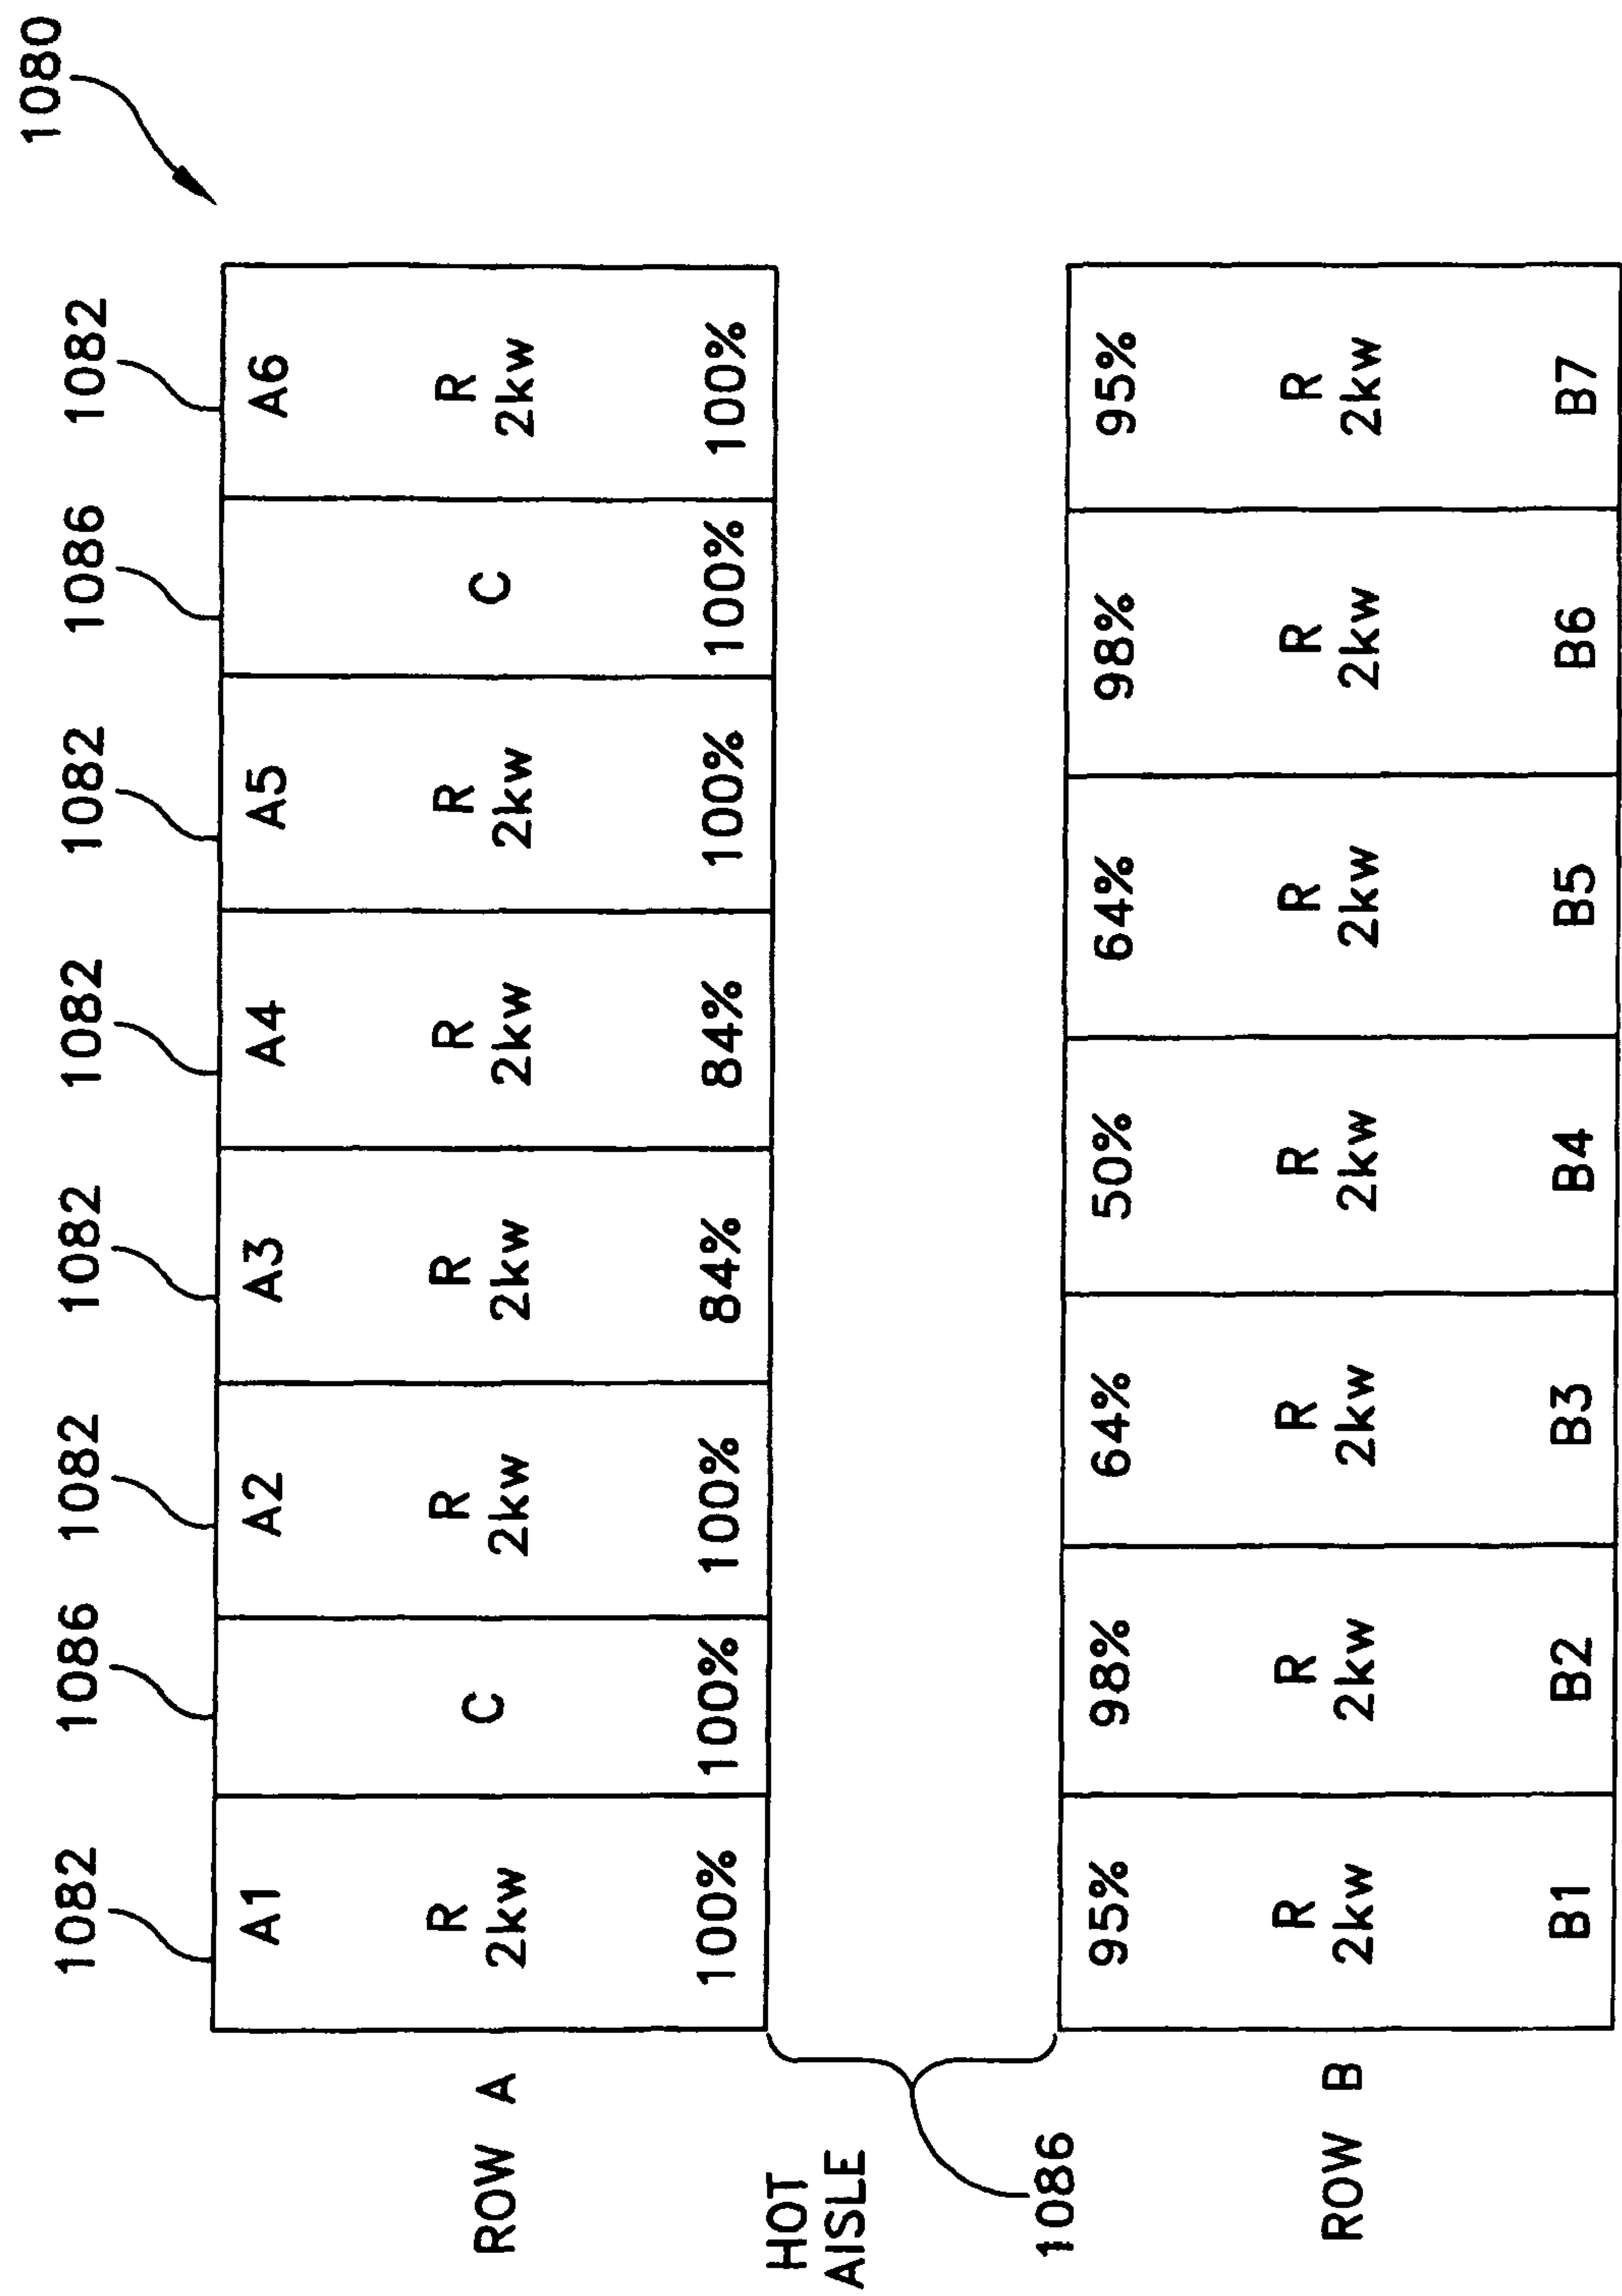 1080
1082
1086
1082
1082
1082
1082
1086
1082
ROW A
A1
R
2kw
100%
C
100%
A2
R
2kw
100%
A3
R
2kw
84%
A4
R
2kw
84%
A5
R
2kw
100%
C
100%
A6
R
2kw
100%
HOT
AISLE
1086
ROW B
95%
R
2kw
B1
98%
R
2kw
B2
64%
R
2kw
B3
50%
R
2kw
B4
64%
R
2kw
B5
98%
R
2kw
B6
95%
R
2kw
B7